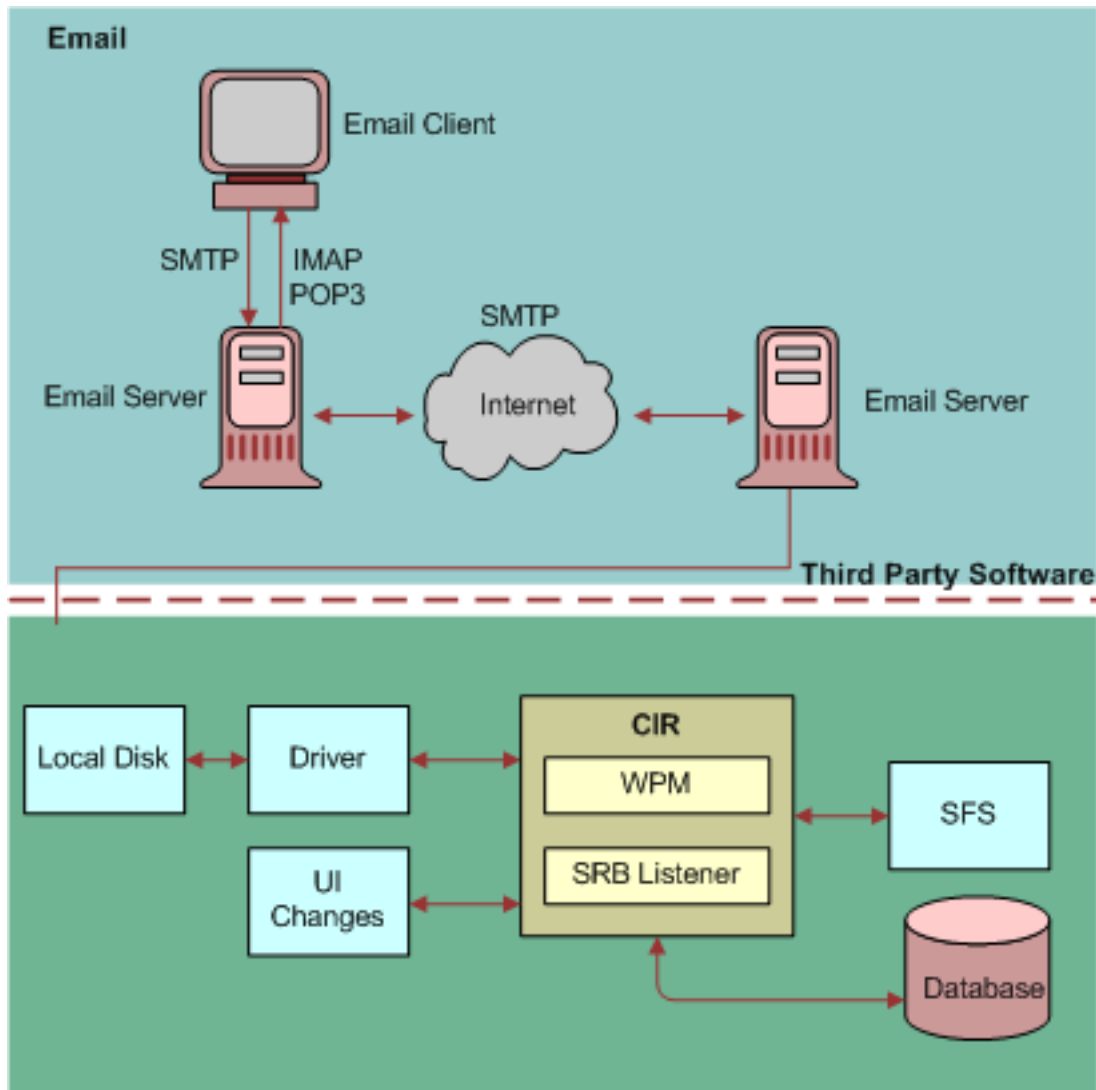 Email
Email Client
SMTP
IMAP
POP3
SMTP
Email Server
Internet
Email Server
Third Party Software
CIR
Local Disk
Driver
WPM
SFS
SRB Listener
UI
Changes
Database